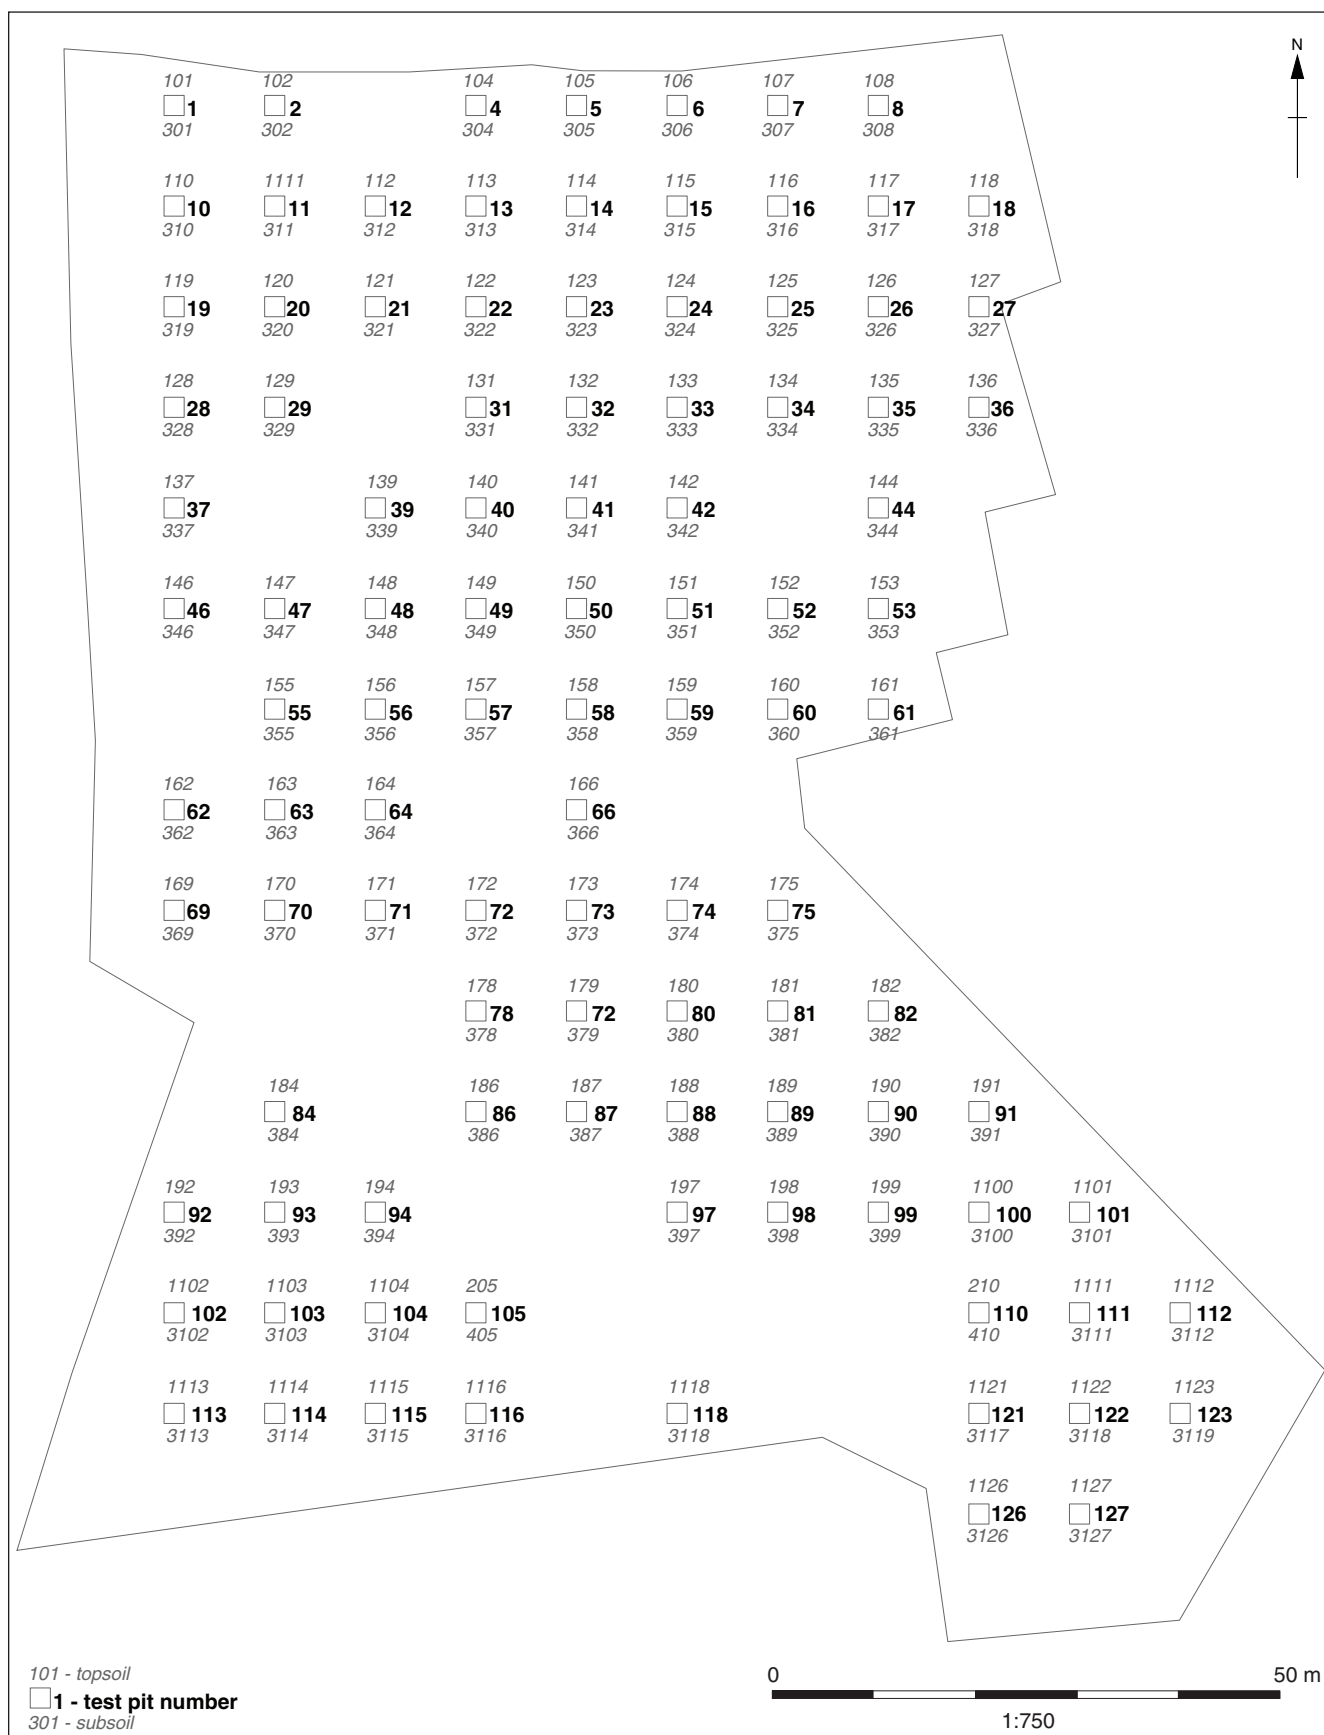 N
101 102 104 105 106 107 108
1 2 4 5 6 7 8
301 302 304 305 306 307 308
110 1111 112 113 114 115 116 117 118
10 11 12 13 14 15 16 17 18
310 311 312 313 314 315 316 317 318
119 120 121 122 123 124 125 126 127
19 20 21 22 23 24 25 26 27
319 320 321 322 323 324 325 326 327
128 129 131 132 133 134 135 136
28 29 31 32 33 34 35 36
328 329 331 332 333 334 335 336
137 139 140 141 142 144
37 39 40 41 42 44
337 339 340 341 342 344
146 147 148 149 150 151 152 153
46 47 48 49 50 51 52 53
346 347 348 349 350 351 352 353
155 156 157 158 159 160 161
55 56 57 58 59 60 61
355 356 357 358 359 360 361
162 163 164 166
62 63 64 66
362 363 364 366
169 170 171 172 173 174 175
69 70 71 72 73 74 75
369 370 371 372 373 374 375
178 179 180 181 182
78 72 80 81 82
378 379 380 381 382
184 186 187 188 189 190 191
84 86 87 88 89 90 91
384 386 387 388 389 390 391
192 193 194 197 198 199 1100 1101
92 93 94 97 98 99 100 101
392 393 394 397 398 399 3100 3101
1102 1103 1104 205 210 1111 1112
102 103 104 105 110 111 112
3102 3103 3104 405 410 3111 3112
1113 1114 1115 1116 1118 1121 1122 1123
113 114 115 116 118 121 122 123
3113 3114 3115 3116 3118 3117 3118 3119
1126 1127
126 127
3126 3127
101 - topsoil
1 - test pit number
301 - subsoil
0 50 m
1:750